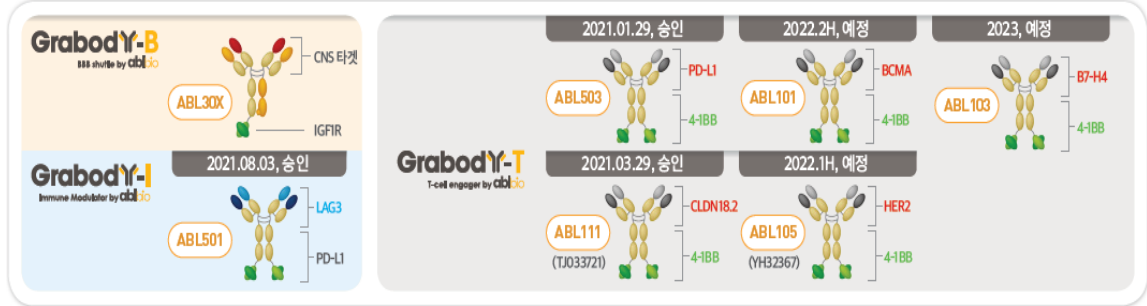 GrabodY-B
BBB shuttle by ablbio
CNS 타겟
ABL30X
IGF1R
GrabodY-I
Immune Modulator by ablbio
2021.08.03, 승인
LAG3
ABL501
PD-L1
GrabodY-T
T-cell engager by ablbio
2021.01.29, 승인
PD-L1
ABL503
4-1BB
2022.2H, 예정
BCMA
ABL101
4-1BB
2023, 예정
B7-H4
ABL103
4-1BB
2021.03.29, 승인
CLDN18.2
ABL111
(TJ033721)
4-1BB
2022.1H, 예정
HER2
ABL105
(YH32367)
4-1BB